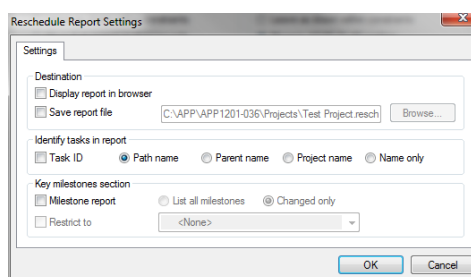 Reschedule Report Settings
Settings
Destination
Display report in browser
Save report file C:\APP\APP1201-036\Projects\Test Project.resch Browse...
Identify tasks in report
Task ID Path name Parent name Project name Name only
Key milestones section
Milestone report List all milestones Changed only
Restrict to <None>
OK Cancel